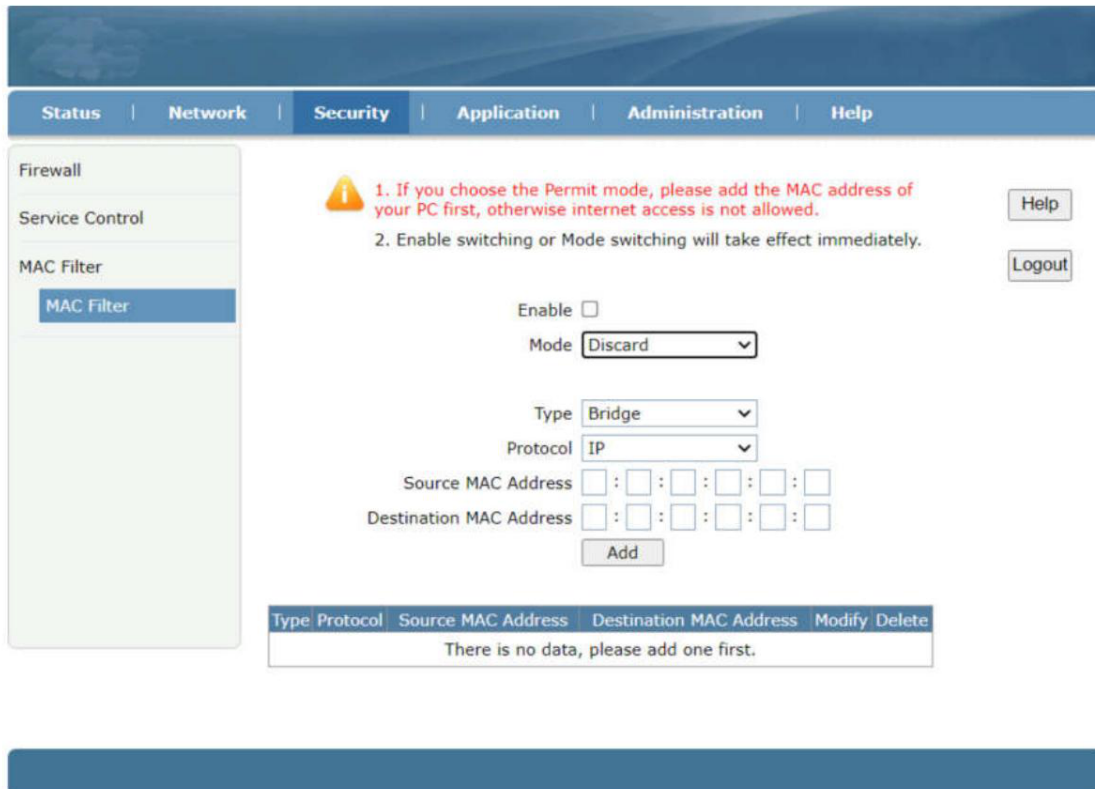 Status | Network | Security | Application | Administration | Help
Firewall
Service Control
MAC Filter
MAC Filter
1. If you choose the Permit mode, please add the MAC address of
your PC first, otherwise internet access is not allowed.
2. Enable switching or Mode switching will take effect immediately.
Help
Logout
Enable
Mode Discard
Type Bridge
Protocol IP
Source MAC Address : : : : :
Destination MAC Address : : : : :
Add
Type Protocol Source MAC Address Destination MAC Address Modify Delete
There is no data, please add one first.